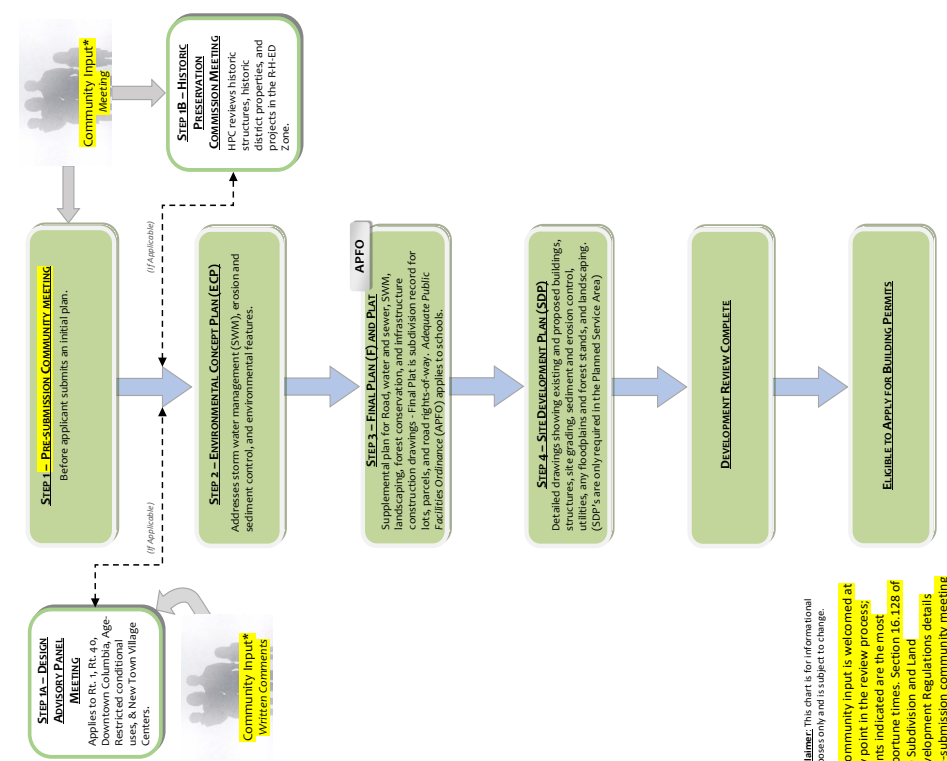 STEP 1A – DESIGN
ADVISORY PANEL
MEETING
Applies to Rt. 1, Rt. 40,
Downtown Columbia, Age-
Restricted conditional
uses, & New Town Village
Centers.
Community Input*
Written Comments
(If Applicable)
STEP 1 – PRE-SUBMISSION COMMUNITY MEETING
Before applicant submits an initial plan.
Community Input*
Meeting
(If Applicable)
STEP 1B – HISTORIC
PRESERVATION
COMMISSION MEETING
HPC reviews historic
structures, historic
district properties, and
projects in the R-H-ED
Zone.
STEP 2 – ENVIRONMENTAL CONCEPT PLAN (ECP)
Addresses storm water management (SWM), erosion and
sediment control, and environmental features.
APFO
STEP 3 – FINAL PLAN (F) AND PLAT
Supplemental plan for Road, water and sewer, SWM,
landscaping, forest conservation, and infrastructure
construction drawings - Final Plat is subdivision record for
lots, parcels, and road rights-of-way. Adequate Public
Facilities Ordinance (APFO) applies to schools.
STEP 4 – SITE DEVELOPMENT PLAN (SDP)
Detailed drawings showing existing and proposed buildings,
structures, site grading, sediment and erosion control,
utilities, any floodplains and forest stands, and landscaping.
(SDP's are only required in the Planned Service Area)
DEVELOPMENT REVIEW COMPLETE
ELIGIBLE TO APPLY FOR BUILDING PERMITS
laimer: This chart is for informational
poses only and is subject to change.
ommunity input is welcomed at
y point in the review process;
nts indicated are the most
portune times. Section 16.128 of
Subdivision and Land
velopment Regulations details
-submission community meeting